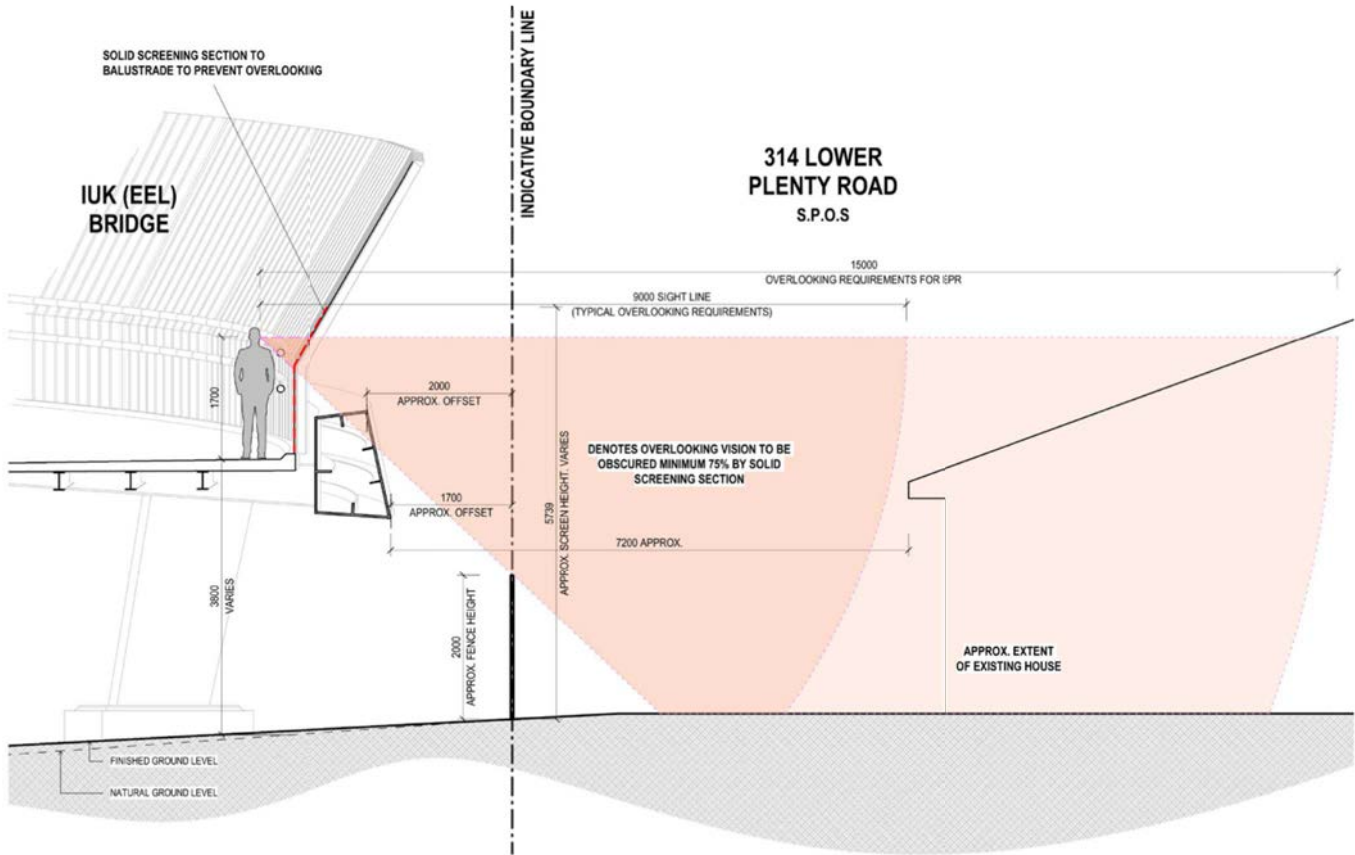 SOLID SCREENING SECTION TO
BALUSTRADE TO PREVENT OVERLOOKING
INDICATIVE BOUNDARY LINE
314 LOWER
PLENTY ROAD
S.P.O.S
IUK (EEL)
BRIDGE
15000
OVERLOOKING REQUIREMENTS FOR EPR
9000 SIGHT LINE
(TYPICAL OVERLOOKING REQUIREMENTS)
1700
2000
APPROX. OFFSET
DENOTES OVERLOOKING VISION TO BE
OBSCURED MINIMUM 75% BY SOLID
SCREENING SECTION
1700
APPROX. OFFSET
5739
APPROX. SCREEN HEIGHT. VARIES
7200 APPROX.
3800
VARIES
2000
APPROX. FENCE HEIGHT
APPROX. EXTENT
OF EXISTING HOUSE
FINISHED GROUND LEVEL
NATURAL GROUND LEVEL